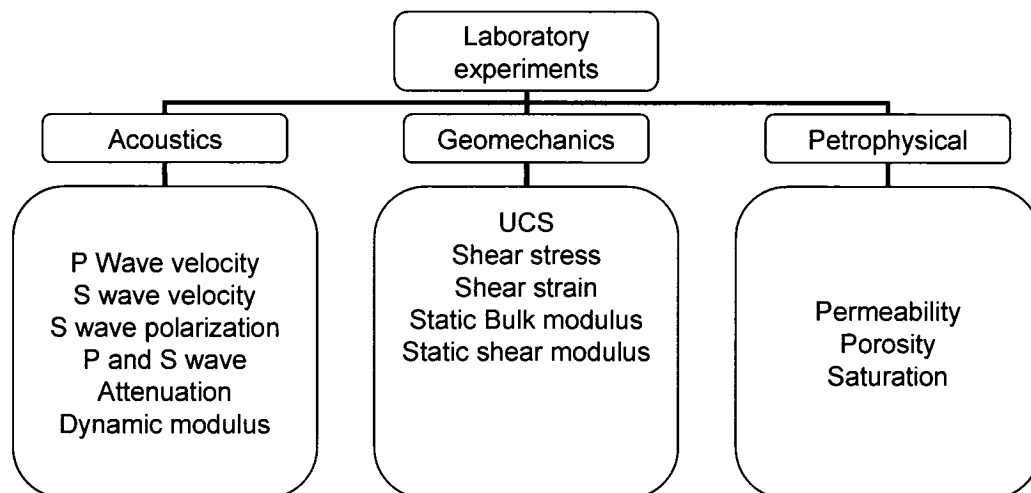 Laboratory
experiments
Acoustics
Geomechanics
Petrophysical
P Wave velocity
S wave velocity
S wave polarization
P and S wave
Attenuation
Dynamic modulus
UCS
Shear stress
Shear strain
Static Bulk modulus
Static shear modulus
Permeability
Porosity
Saturation